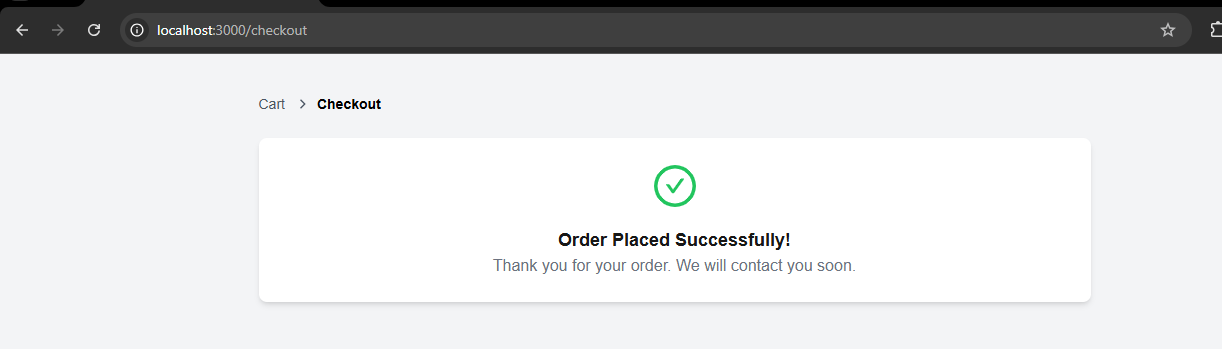 localhost:3000/checkout
Cart > Checkout
Order Placed Successfully!
Thank you for your order. We will contact you soon.